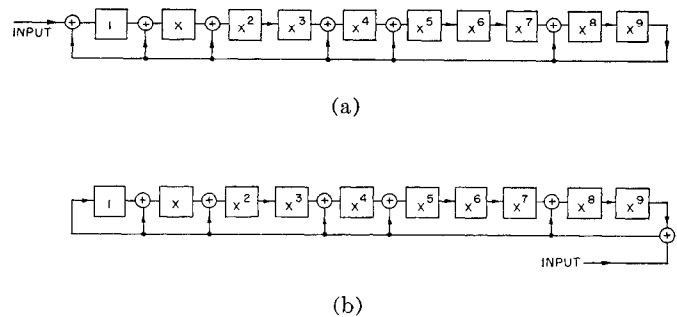 1 x x² x³ x⁴ x⁵ x⁶ x⁷ x⁸ x⁹
INPUT
(a)
1 x x² x³ x⁴ x⁵ x⁶ x⁷ x⁸ x⁹
INPUT
(b)